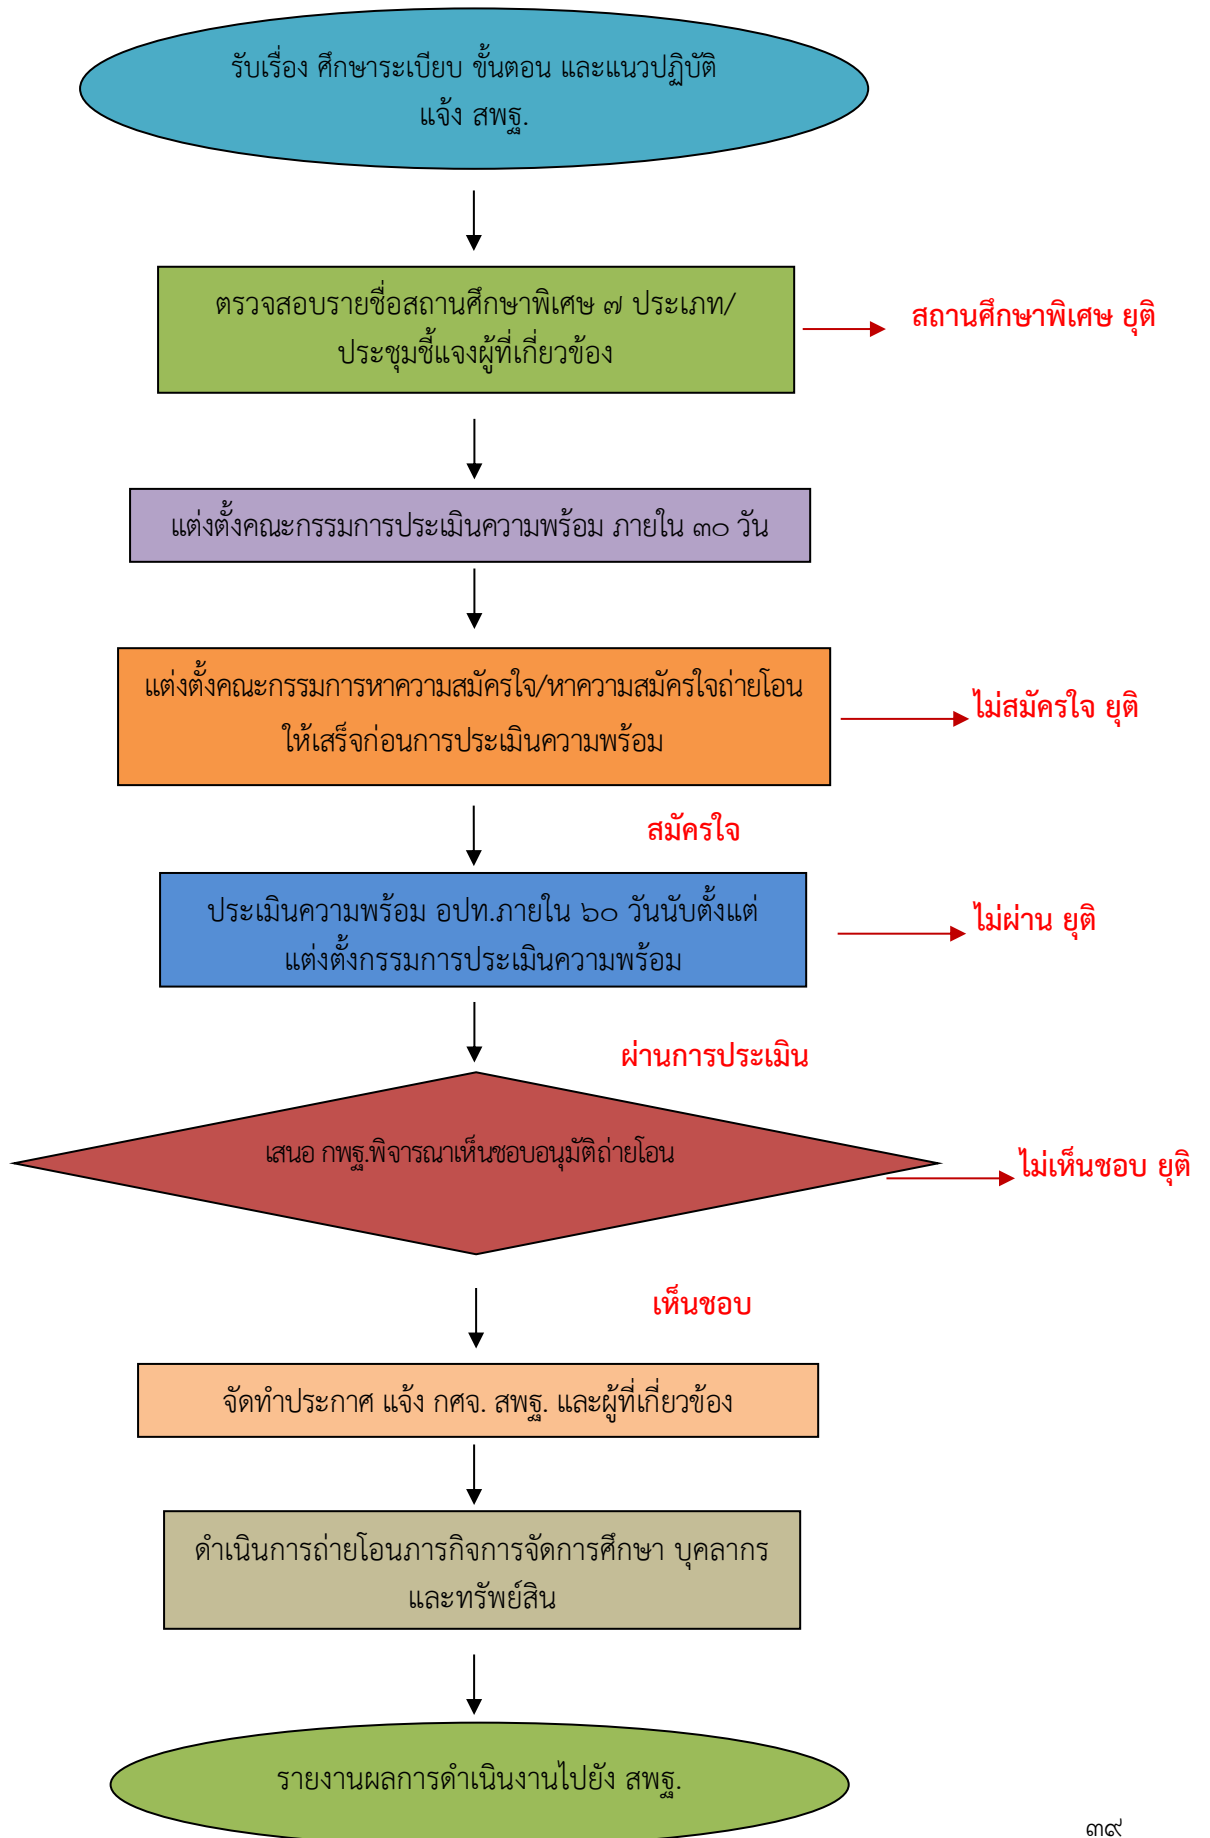 รับเรื่อง ศึกษาระเบียบ ขั้นตอน และแนวปฏิบัติ
แจ้ง สพฐ.
ตรวจสอบรายชื่อสถานศึกษาพิเศษ ๗ ประเภท/
ประชุมชี้แจงผู้ที่เกี่ยวข้อง
สถานศึกษาพิเศษ ยุติ
แต่งตั้งคณะกรรมการประเมินความพร้อม ภายใน ๓๐ วัน
แต่งตั้งคณะกรรมการหาความสมัครใจ/หาความสมัครใจถ่ายโอน
ให้เสร็จก่อนการประเมินความพร้อม
ไม่สมัครใจ ยุติ
สมัครใจ
ประเมินความพร้อม อปท.ภายใน ๖๐ วันนับตั้งแต่
แต่งตั้งกรรมการประเมินความพร้อม
ไม่ผ่าน ยุติ
ผ่านการประเมิน
เสนอ กพฐ.พิจารณาเห็นชอบอนุมัติถ่ายโอน
ไม่เห็นชอบ ยุติ
เห็นชอบ
จัดทำประกาศ แจ้ง กศจ. สพฐ. และผู้ที่เกี่ยวข้อง
ดำเนินการถ่ายโอนภารกิจการจัดการศึกษา บุคลากร
และทรัพย์สิน
รายงานผลการดำเนินงานไปยัง สพฐ.
๓๙